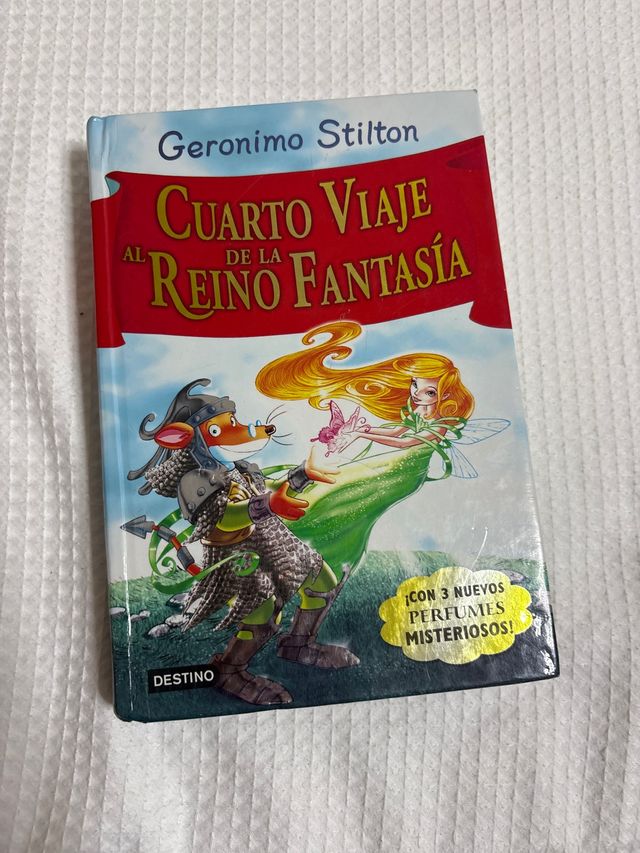 Geronimo Stilton
CUARTO VIAJE
AL REINO DE LA FANTASÍA
¡CON 3 NUEVOS
PERFUMES
MISTERIOSOS!
DESTINO